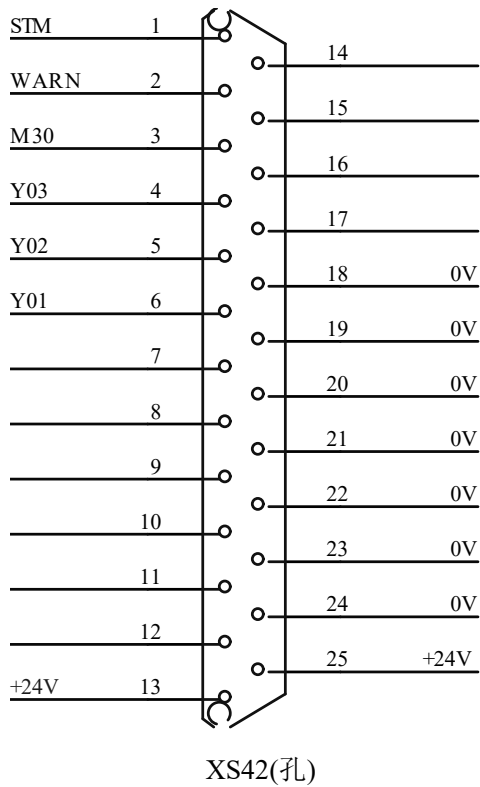 STM 1
14
WARN 2
15
M30 3
16
Y03 4
17
Y02 5
18 0V
Y01 6
19 0V
7
20 0V
8
21 0V
9
22 0V
10
23 0V
11
24 0V
12
25 +24V
+24V 13
XS42(孔)